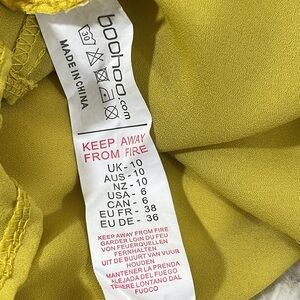 boohoo.com
30
MADE IN CHINA
KEEP AWAY
FROM FIRE
UK - 10
AUS - 10
NZ - 10
USA - 6
CAN - 6
EU FR - 38
EU DE - 36
KEEP AWAY FROM FIRE
GARDER LOIN DU FEU
VON FEUERQUELLEN
FERNHALTEN
UIT DE BUURT VAN VUUR
HOUDEN
MANTENER LA PRENDA
ALEJADA DEL FUEGO
TENERE LONTANO DAL
FUOCO